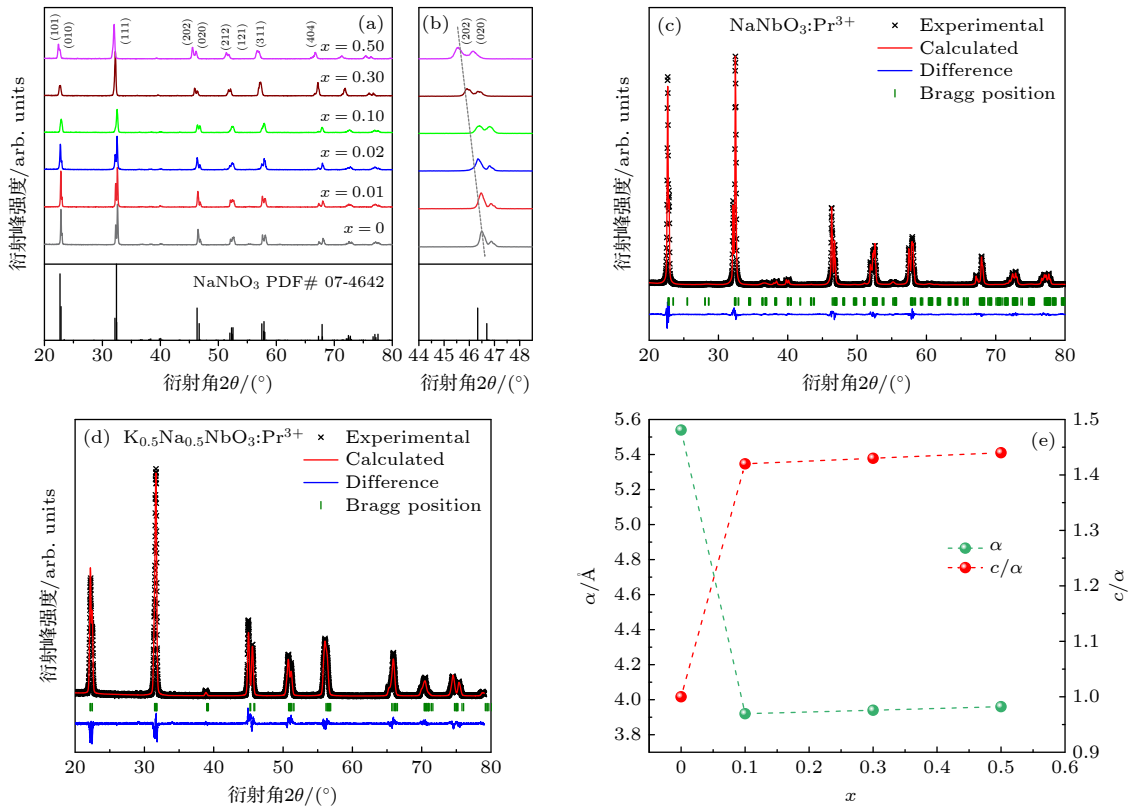 (a)
(101)
(010)
(111)
(202)
(020)
(212)
(121)
(311)
(404)
x = 0.50
x = 0.30
x = 0.10
x = 0.02
x = 0.01
x = 0
NaNbO₃ PDF# 07-4642
衍射峰强度/arb. units
20 30 40 50 60 70 80
衍射角2θ/(°)
(b)
(202)
(020)
44 45 46 47 48
衍射角2θ/(°)
(c)
NaNbO₃:Pr³⁺
Experimental
Calculated
Difference
Bragg position
衍射峰强度/arb. units
20 30 40 50 60 70 80
衍射角2θ/(°)
(d)
K₀.₅Na₀.₅NbO₃:Pr³⁺
Experimental
Calculated
Difference
Bragg position
衍射峰强度/arb. units
20 30 40 50 60 70 80
衍射角2θ/(°)
(e)
5.6
5.4
5.2
5.0
4.8
4.6
4.4
4.2
4.0
3.8
α/Å
α
c/α
1.5
1.4
1.3
1.2
1.1
1.0
0.9
c/α
0 0.1 0.2 0.3 0.4 0.5 0.6
x